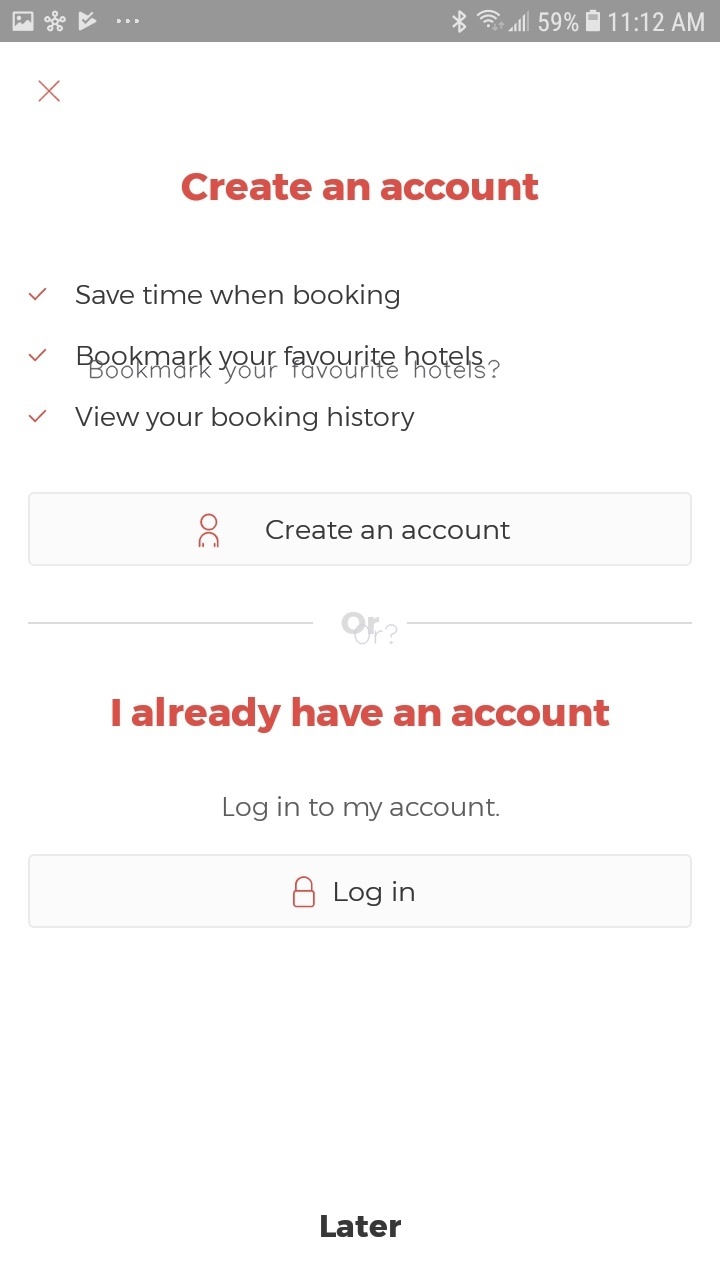 59% 11:12 AM
Create an account
Save time when booking
Bookmark your favourite hotels
Bookmark your favourite hotels?
View your booking history
Create an account
Or
Or?
I already have an account
Log in to my account.
Log in
Later